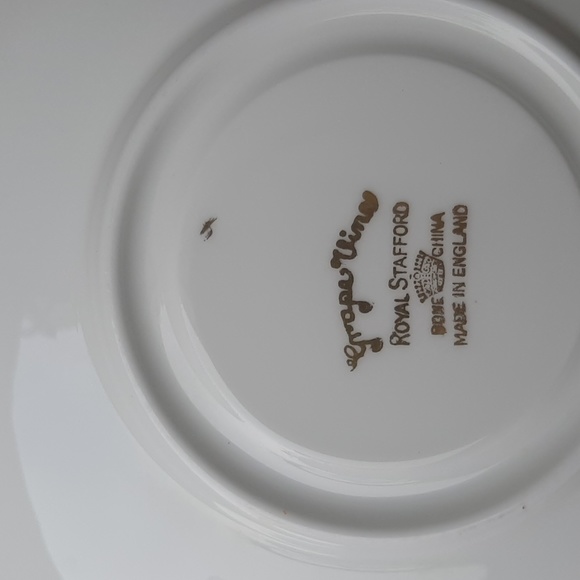 Grape Vine
ROYAL STAFFORD
BONE CHINA
MADE IN ENGLAND